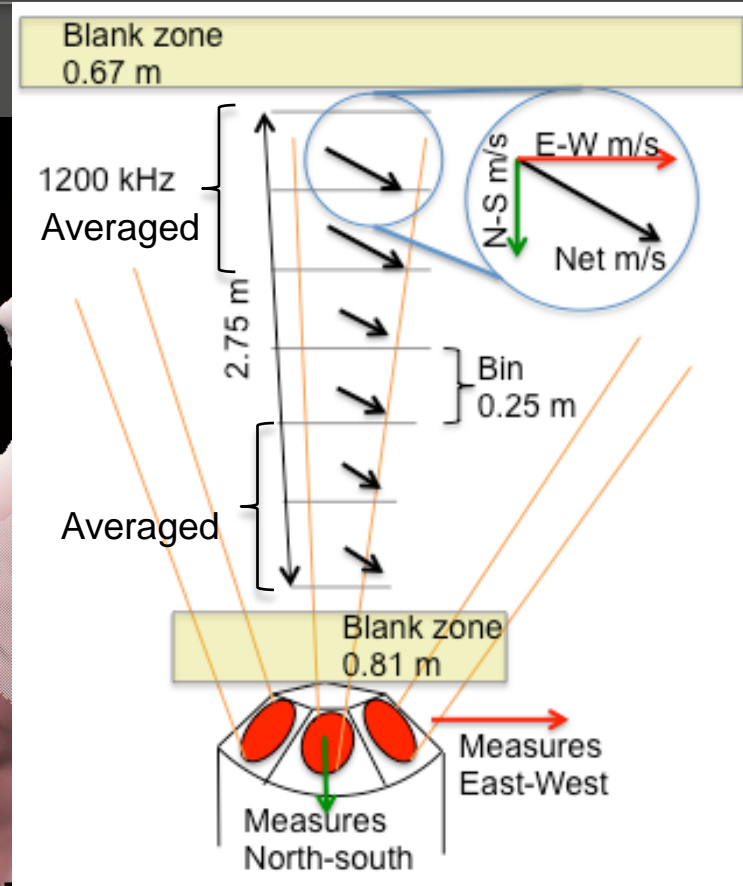 Blank zone
0.67 m
1200 kHz
Averaged
E-W m/s
N-S m/s
Net m/s
2.75 m
Bin
0.25 m
Averaged
Blank zone
0.81 m
Measures
East-West
Measures
North-south